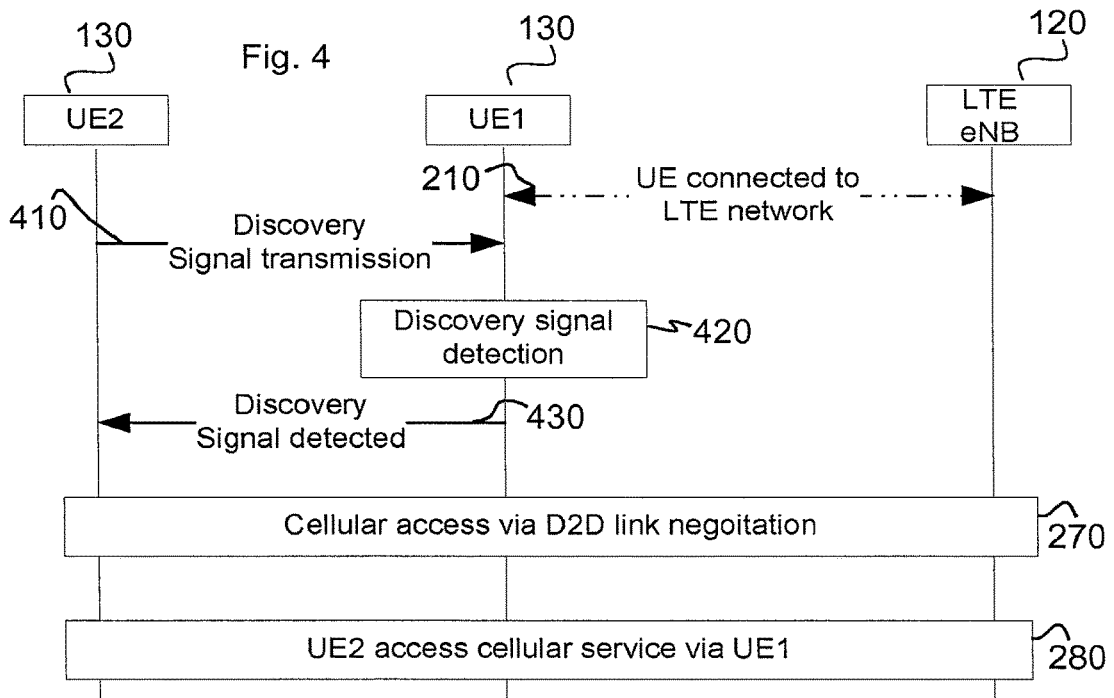 130
130
120
Fig. 4
UE2
UE1
LTE
eNB
210
UE connected to
LTE network
410
Discovery
Signal transmission
Discovery signal
detection
420
Discovery
Signal detected
430
Cellular access via D2D link negoitation
270
UE2 access cellular service via UE1
280